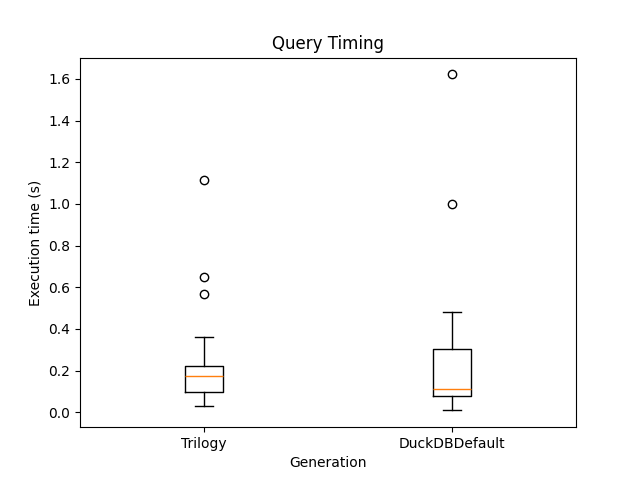 Query Timing
Execution time (s)
1.6
1.4
1.2
1.0
0.8
0.6
0.4
0.2
0.0
Trilogy
DuckDBDefault
Generation